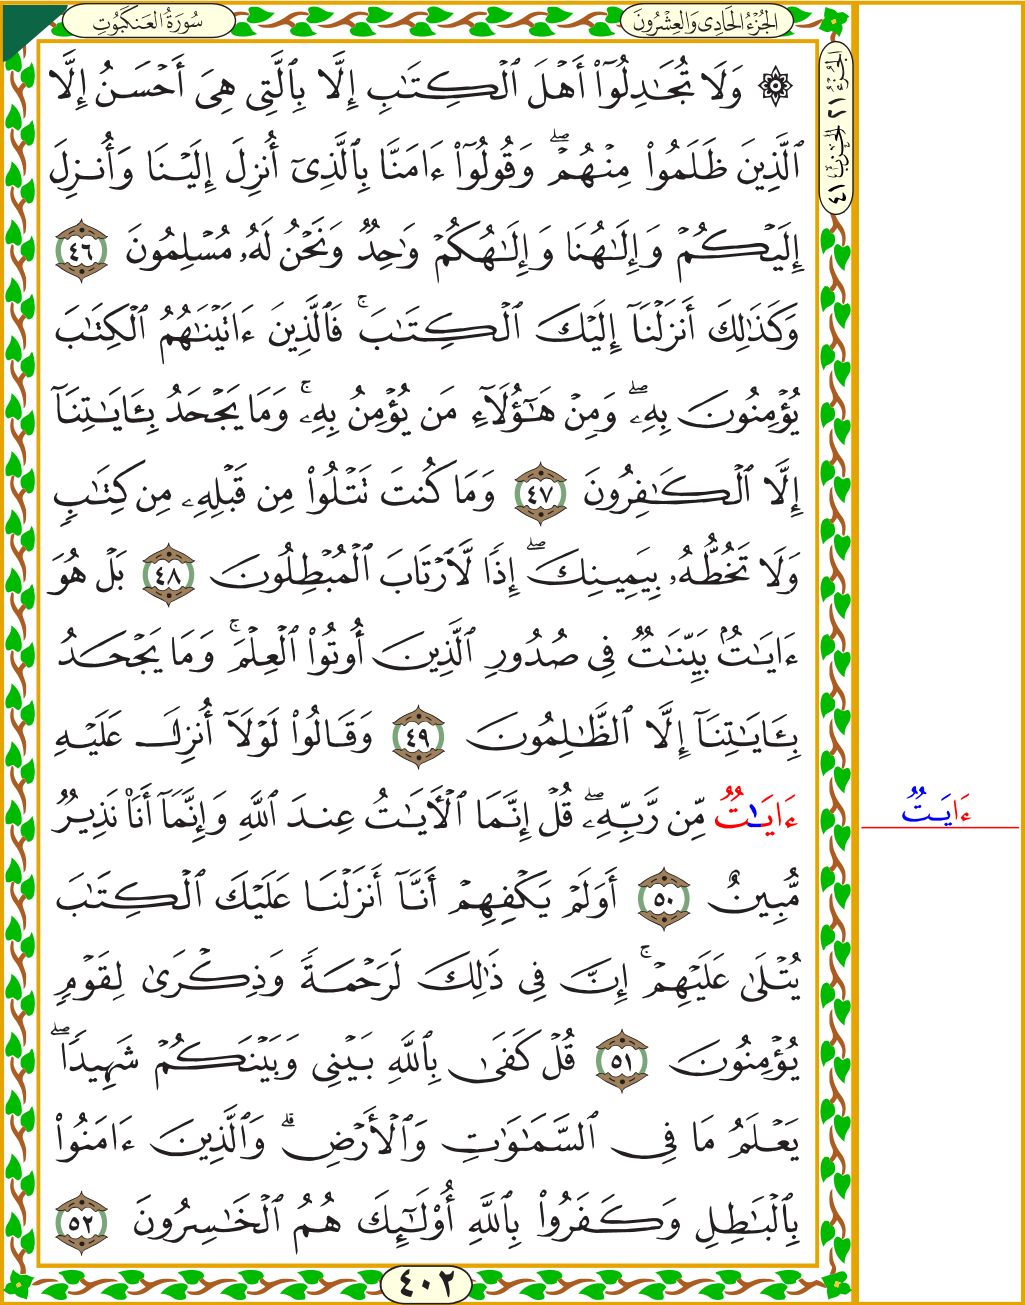 سُورَةُ العَنكَبُوتِ
الجُزْءُ الحَادِى وَالعِشْرُونَ
الجُزْءُ ٢١ الحِزْبُ ٤١
۞ وَلَا تُجَٰدِلُوٓاْ أَهۡلَ ٱلۡكِتَٰبِ إِلَّا بِٱلَّتِي هِيَ أَحۡسَنُ إِلَّا
ٱلَّذِينَ ظَلَمُواْ مِنۡهُمۡۖ وَقُولُوٓاْ ءَامَنَّا بِٱلَّذِيٓ أُنزِلَ إِلَيۡنَا وَأُنزِلَ
إِلَيۡكُمۡ وَإِلَٰهُنَا وَإِلَٰهُكُمۡ وَٰحِدٞ وَنَحۡنُ لَهُۥ مُسۡلِمُونَ ٤٦
وَكَذَٰلِكَ أَنزَلۡنَآ إِلَيۡكَ ٱلۡكِتَٰبَۚ فَٱلَّذِينَ ءَاتَيۡنَٰهُمُ ٱلۡكِتَٰبَ
يُؤۡمِنُونَ بِهِۦۖ وَمِنۡ هَٰٓؤُلَآءِ مَن يُؤۡمِنُ بِهِۦۚ وَمَا يَجۡحَدُ بِـَٔايَٰتِنَآ
إِلَّا ٱلۡكَٰفِرُونَ ٤٧ وَمَا كُنتَ تَتۡلُواْ مِن قَبۡلِهِۦ مِن كِتَٰبٖ
وَلَا تَخُطُّهُۥ بِيَمِينِكَۖ إِذٗا لَّٱرۡتَابَ ٱلۡمُبۡطِلُونَ ٤٨ بَلۡ هُوَ
ءَايَٰتُۢ بَيِّنَٰتٞ فِي صُدُورِ ٱلَّذِينَ أُوتُواْ ٱلۡعِلۡمَۚ وَمَا يَجۡحَدُ
بِـَٔايَٰتِنَآ إِلَّا ٱلظَّٰلِمُونَ ٤٩ وَقَالُواْ لَوۡلَآ أُنزِلَ عَلَيۡهِ
ءَايَٰتٞ مِّن رَّبِّهِۦۖ قُلۡ إِنَّمَا ٱلۡأٓيَٰتُ عِندَ ٱللَّهِ وَإِنَّمَآ أَنَا۠ نَذِيرٞ
مُّبِينٌ ٥٠ أَوَلَمۡ يَكۡفِهِمۡ أَنَّآ أَنزَلۡنَا عَلَيۡكَ ٱلۡكِتَٰبَ
يُتۡلَىٰ عَلَيۡهِمۡۚ إِنَّ فِي ذَٰلِكَ لَرَحۡمَةٗ وَذِكۡرَىٰ لِقَوۡمٖ
يُؤۡمِنُونَ ٥١ قُلۡ كَفَىٰ بِٱللَّهِ بَيۡنِي وَبَيۡنَكُمۡ شَهِيدٗاۖ
يَعۡلَمُ مَا فِي ٱلسَّمَٰوَٰتِ وَٱلۡأَرۡضِۗ وَٱلَّذِينَ ءَامَنُواْ
بِٱلۡبَٰطِلِ وَكَفَرُواْ بِٱللَّهِ أُوْلَٰٓئِكَ هُمُ ٱلۡخَٰسِرُونَ ٥٢
ءَايَتٞ
٤٠٢